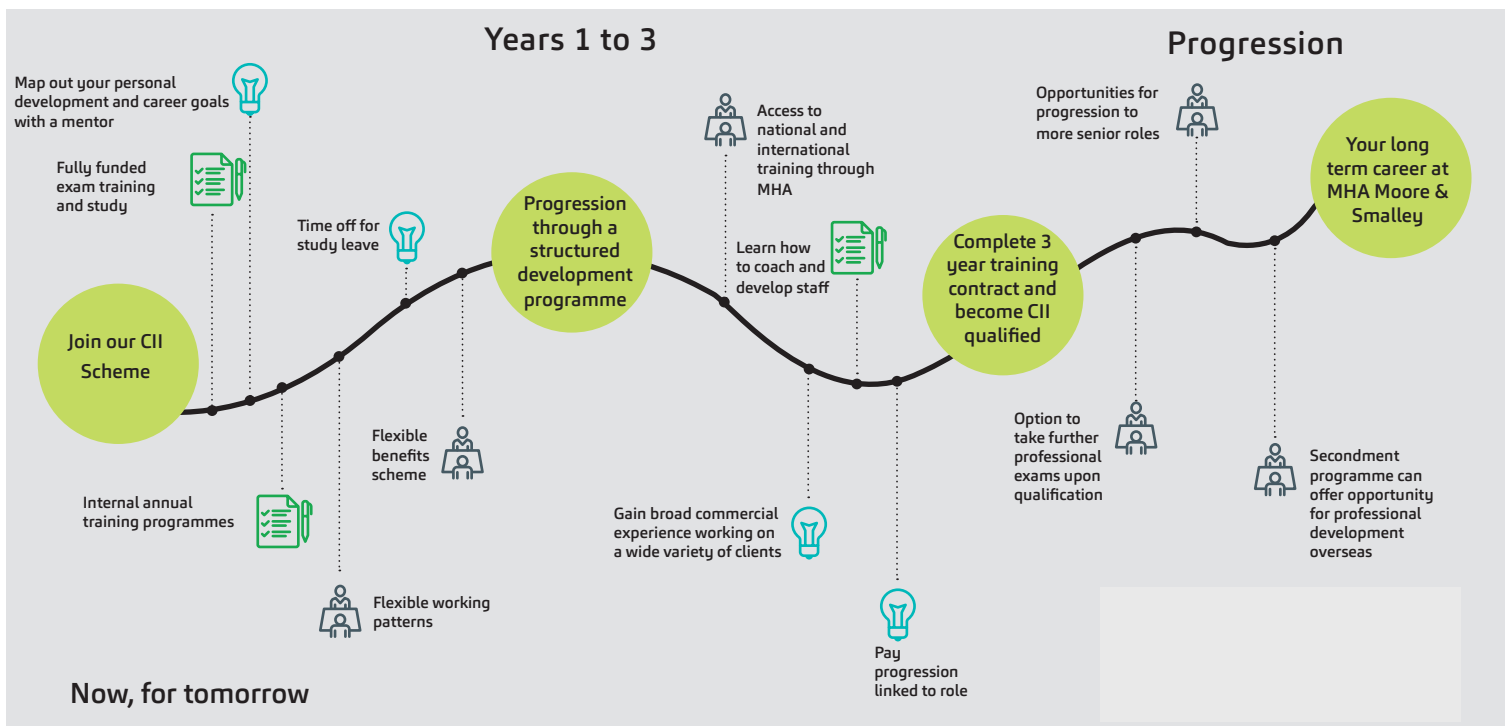 Years 1 to 3
Progression
Map out your personal
development and career goals
with a mentor
Fully funded
exam training
and study
Join our CII
Scheme
Internal annual
training programmes
Flexible working
patterns
Time off for
study leave
Flexible
benefits
scheme
Progression
through a
structured
development
programme
Access to
national and
international
training through
MHA
Gain broad commercial
experience working on
a wide variety of clients
Learn how
to coach and
develop staff
Pay
progression
linked to role
Complete 3
year training
contract and
become CII
qualified
Option to
take further
professional
exams upon
qualification
Opportunities for
progression to
more senior roles
Secondment
programme can
offer opportunity
for professional
development
overseas
Your long
term career at
MHA Moore &
Smalley
Now, for tomorrow